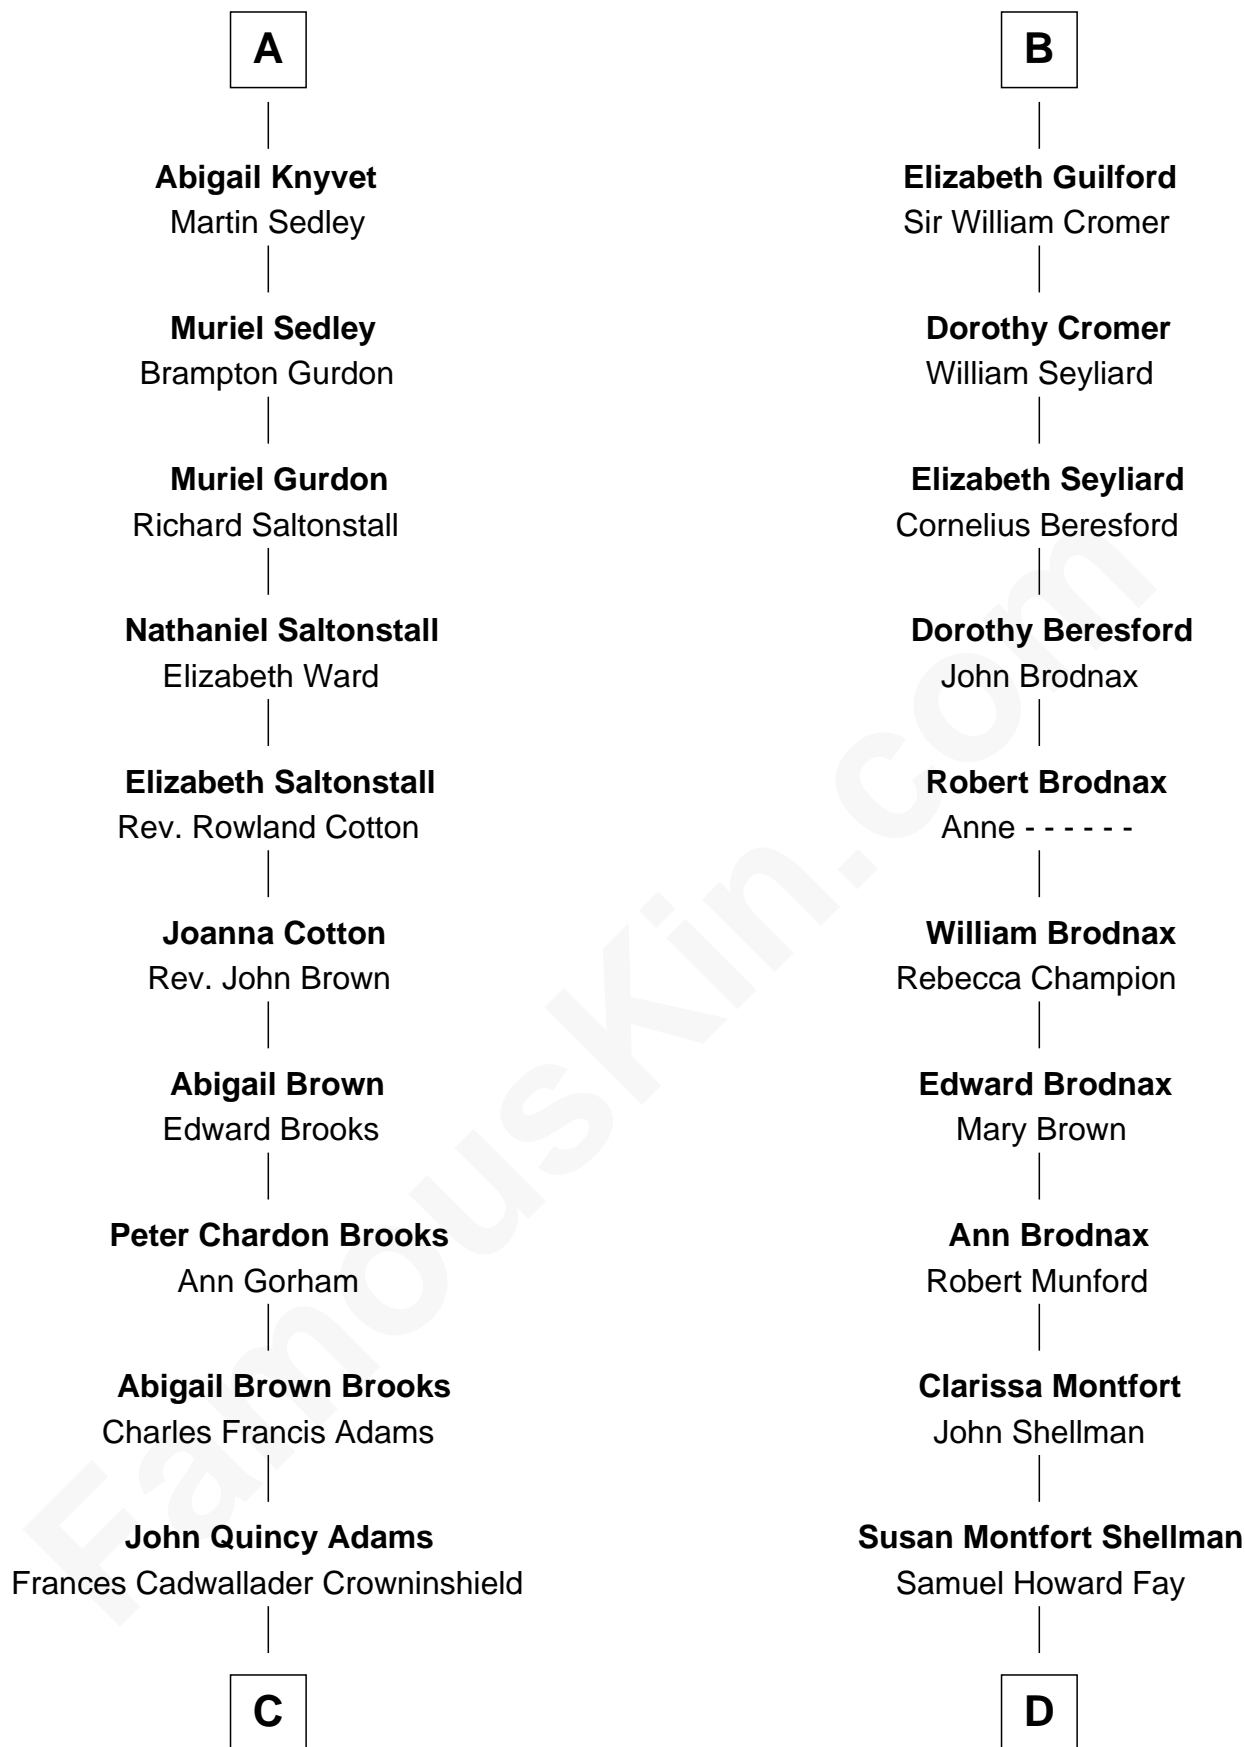 A
Abigail Knyvet
Martin Sedley
Muriel Sedley
Brampton Gurdon
Muriel Gurdon
Richard Saltonstall
Nathaniel Saltonstall
Elizabeth Ward
Elizabeth Saltonstall
Rev. Rowland Cotton
Joanna Cotton
Rev. John Brown
Abigail Brown
Edward Brooks
Peter Chardon Brooks
Ann Gorham
Abigail Brown Brooks
Charles Francis Adams
John Quincy Adams
Frances Cadwallader Crowninshield
C
B
Elizabeth Guilford
Sir William Cromer
Dorothy Cromer
William Seyliard
Elizabeth Seyliard
Cornelius Beresford
Dorothy Beresford
John Brodnax
Robert Brodnax
Anne - - - - - -
William Brodnax
Rebecca Champion
Edward Brodnax
Mary Brown
Ann Brodnax
Robert Munford
Clarissa Montfort
John Shellman
Susan Montfort Shellman
Samuel Howard Fay
D
FamousKin.com